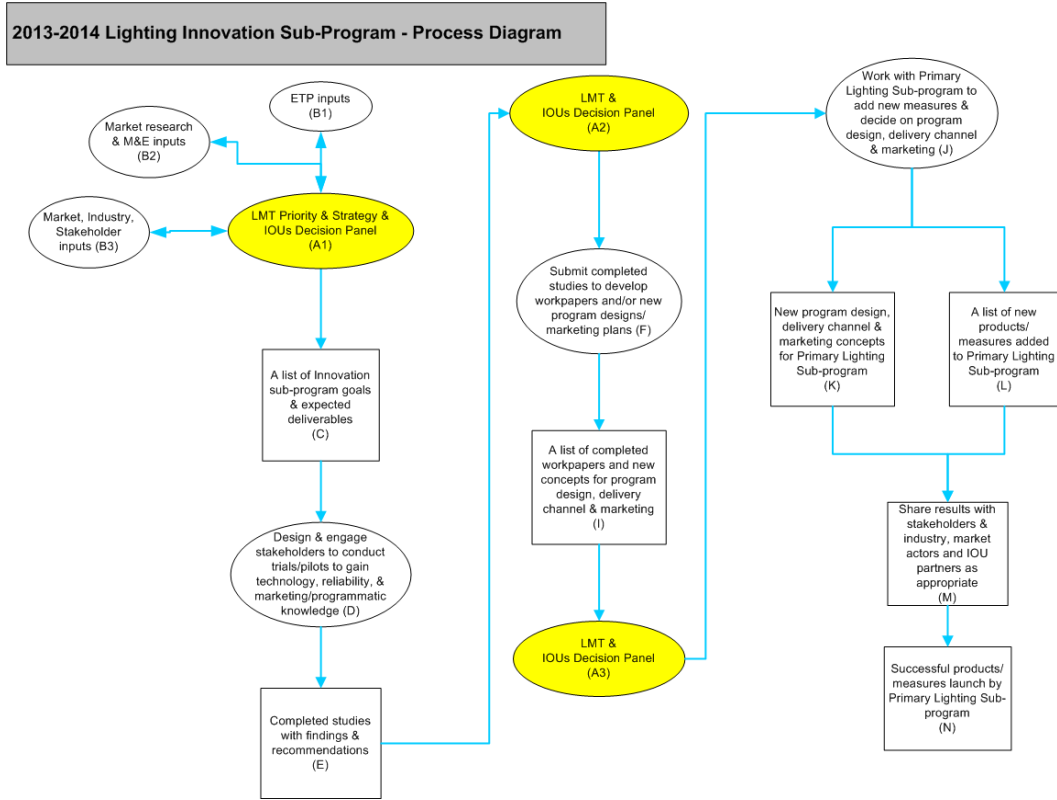 2013-2014 Lighting Innovation Sub-Program - Process Diagram
ETP inputs
(B1)
Market research
& M&E inputs
(B2)
Market, Industry,
Stakeholder
inputs (B3)
LMT Priority & Strategy &
IOUs Decision Panel
(A1)
A list of Innovation
sub-program goals
& expected
deliverables
(C)
Design & engage
stakeholders to conduct
trials/pilots to gain
technology, reliability, &
marketing/programmatic
knowledge (D)
Completed studies
with findings &
recommendations
(E)
LMT &
IOUs Decision Panel
(A2)
Submit completed
studies to develop
workpapers and/or new
program designs/
marketing plans (F)
A list of completed
workpapers and new
concepts for program
design, delivery
channel & marketing
(I)
LMT &
IOUs Decision Panel
(A3)
Work with Primary
Lighting Sub-program to
add new measures &
decide on program
design, delivery channel
& marketing (J)
New program design,
delivery channel &
marketing concepts
for Primary Lighting
Sub-program
(K)
A list of new
products/
measures added
to Primary Lighting
Sub-program
(L)
Share results with
stakeholders &
industry, market
actors and IOU
partners as
appropriate
(M)
Successful products/
measures launch by
Primary Lighting Sub-
program
(N)